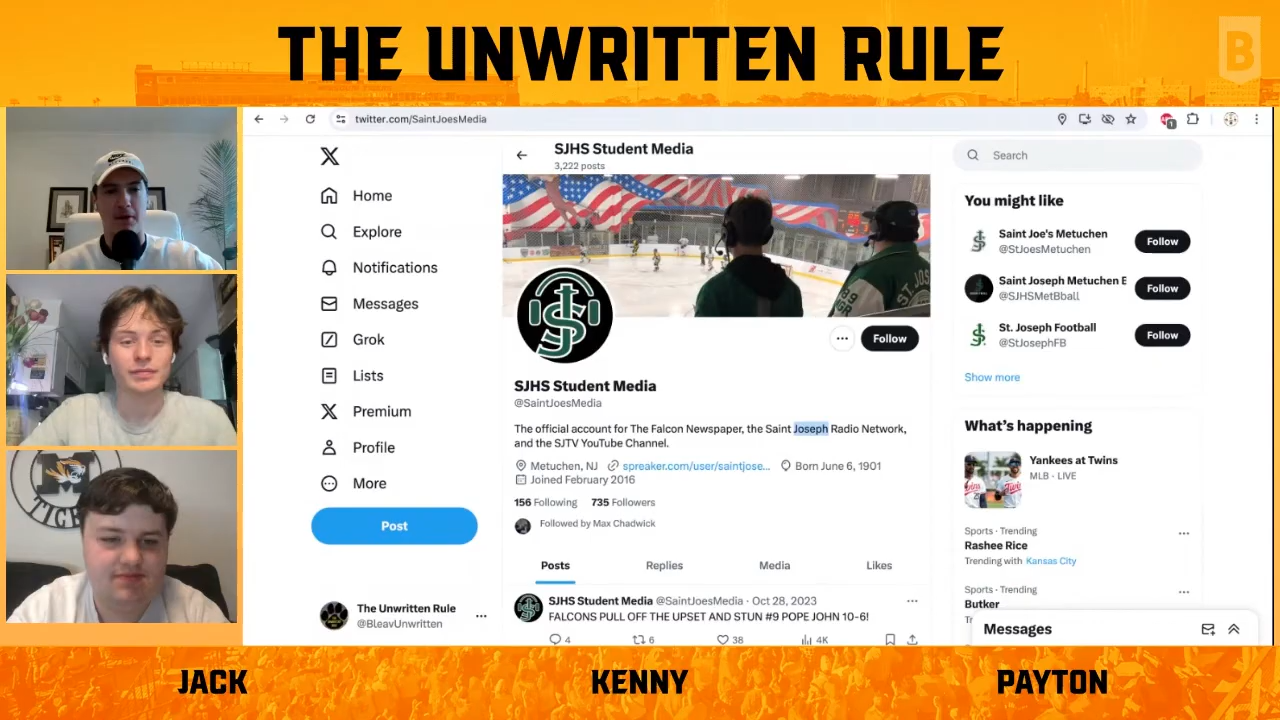 THE UNWRITTEN RULE
B
twitter.com/SaintJoesMedia
1
SJHS Student Media
3,222 posts
Search
Home
Explore
Notifications
Messages
Grok
Lists
Premium
Profile
More
Post
The Unwritten Rule
@BleavUnwritten
Follow
SJHS Student Media
@SaintJoesMedia
The official account for The Falcon Newspaper, the Saint Joseph Radio Network,
and the SJTV YouTube Channel.
Metuchen, NJ spreaker.com/user/saintjose... Born June 6, 1901
Joined February 2016
156 Following 735 Followers
Followed by Max Chadwick
Posts Replies Media Likes
SJHS Student Media @SaintJoesMedia · Oct 28, 2023
FALCONS PULL OFF THE UPSET AND STUN #9 POPE JOHN 10-6!
4 6 38 4K
You might like
Saint Joe's Metuchen
@StJoesMetuchen
Follow
Saint Joseph Metuchen E
@SJHSMetBball
Follow
St. Joseph Football
@StJosephFB
Follow
Show more
What's happening
Yankees at Twins
MLB · LIVE
Sports · Trending
Rashee Rice
Trending with Kansas City
Sports · Trending
Butker
Messages
JACK
KENNY
PAYTON